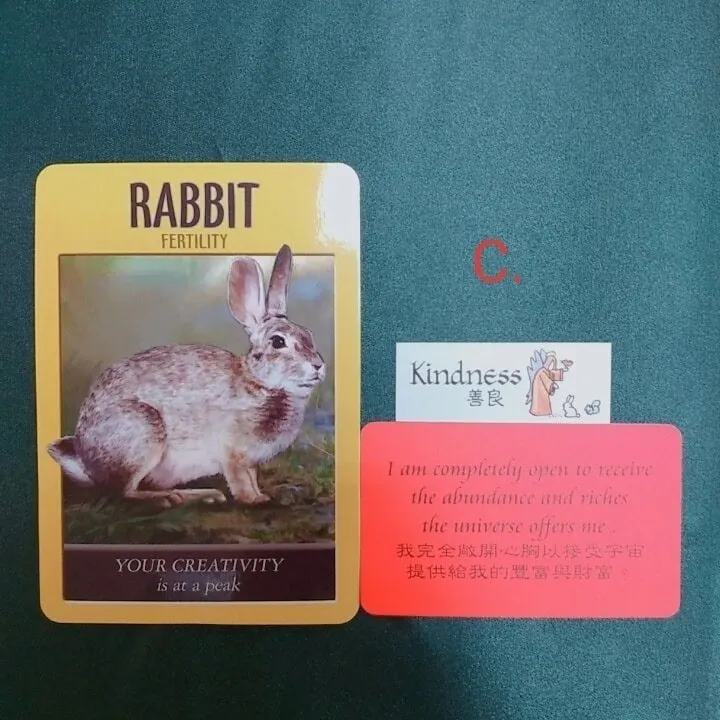 RABBIT
FERTILITY
YOUR CREATIVITY
is at a peak
C.
Kindness
善良
I am completely open to receive
the abundance and riches
the universe offers me .
我完全敞開心胸以接受宇宙
提供給我的豐富與財富。